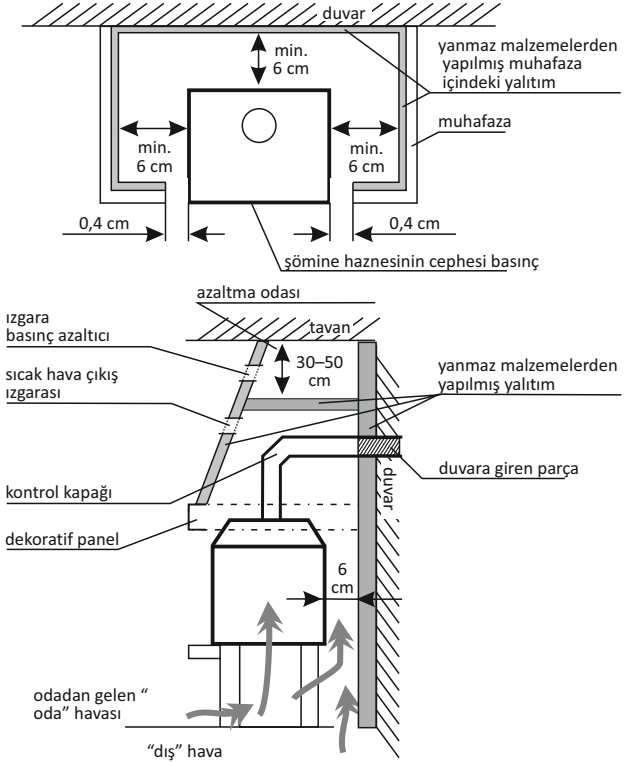 duvar
min.
6 cm
yanmaz malzemelerden
yapılmış muhafaza
içindeki yalıtım
muhafaza
min.
6 cm
min.
6 cm
0,4 cm
0,4 cm
şömine haznesinin cephesi basınç
azaltma odası
tavan
ızgara
basınç azaltıcı
30–50
cm
sıcak hava çıkış
ızgarası
yanmaz malzemelerden
yapılmış yalıtım
duvara giren parça
duvar
kontrol kapağı
dekoratif panel
6
cm
odadan gelen “
oda” havası
“dış” hava